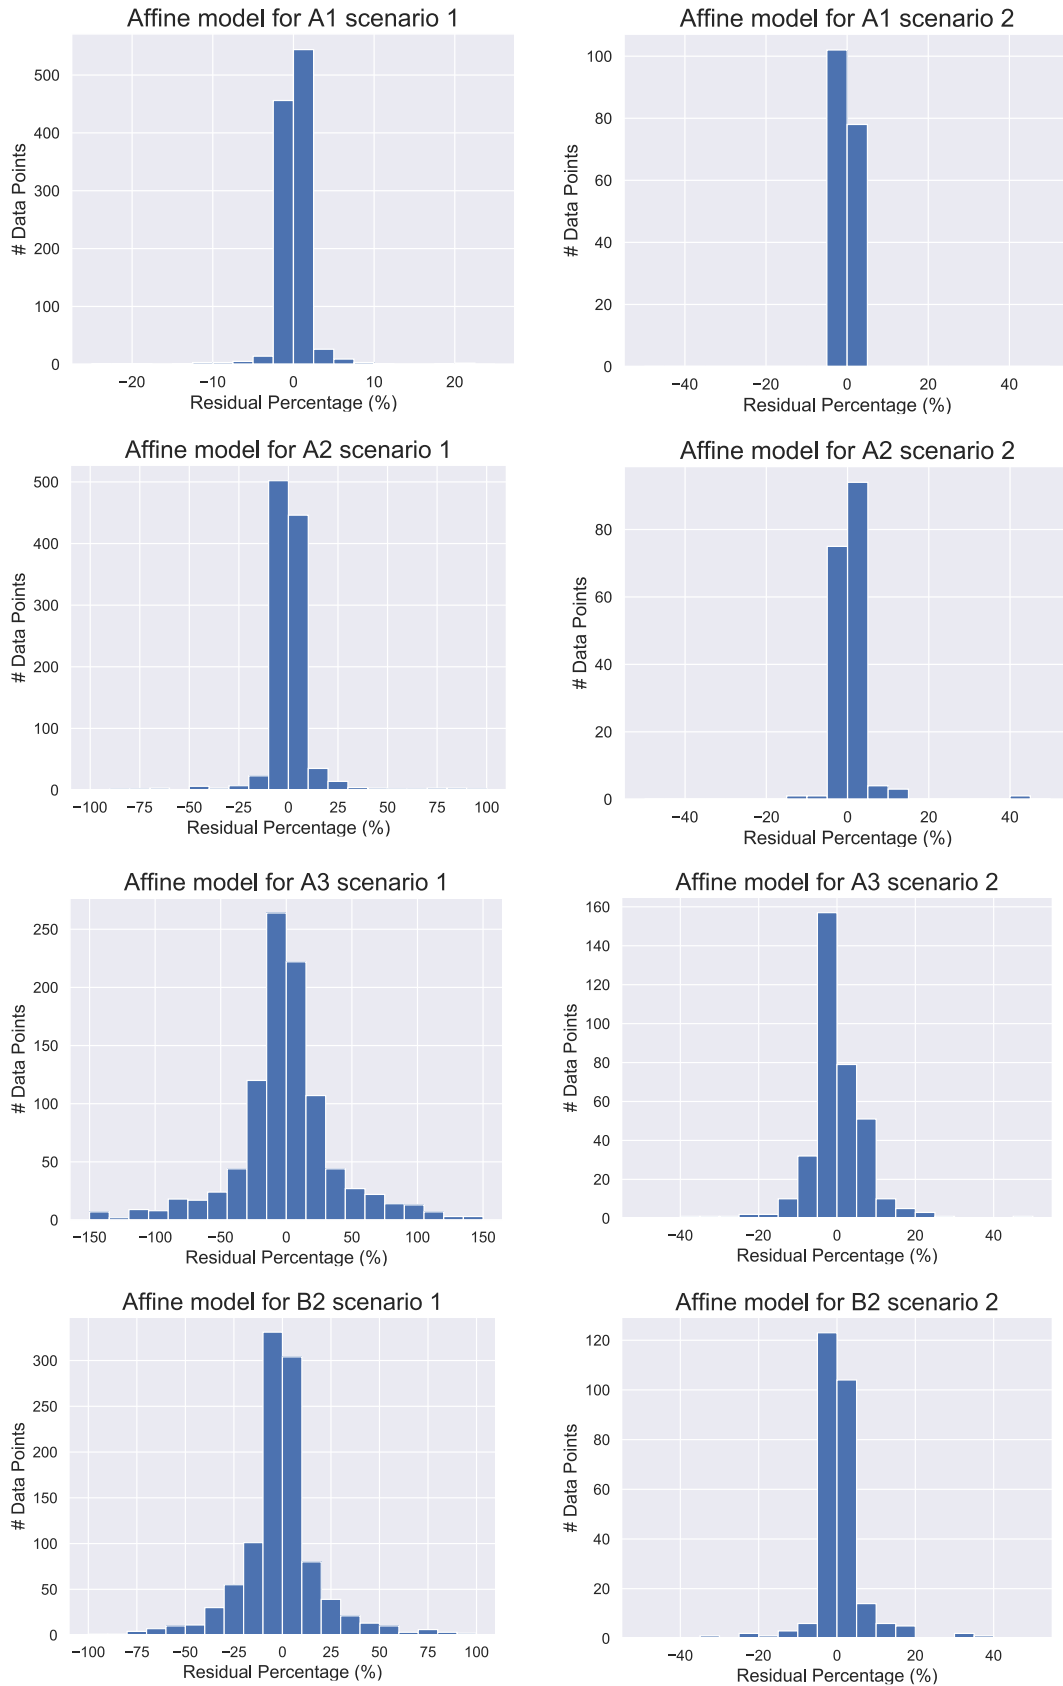 Affine model for A1 scenario 1
500
400
300
200
100
0
# Data Points
−20 −10 0 10 20
Residual Percentage (%)
Affine model for A1 scenario 2
100
80
60
40
20
0
# Data Points
−40 −20 0 20 40
Residual Percentage (%)
Affine model for A2 scenario 1
500
400
300
200
100
0
# Data Points
−100 −75 −50 −25 0 25 50 75 100
Residual Percentage (%)
Affine model for A2 scenario 2
80
60
40
20
0
# Data Points
−40 −20 0 20 40
Residual Percentage (%)
Affine model for A3 scenario 1
250
200
150
100
50
0
# Data Points
−150 −100 −50 0 50 100 150
Residual Percentage (%)
Affine model for A3 scenario 2
160
140
120
100
80
60
40
20
0
# Data Points
−40 −20 0 20 40
Residual Percentage (%)
Affine model for B2 scenario 1
300
250
200
150
100
50
0
# Data Points
−100 −75 −50 −25 0 25 50 75 100
Residual Percentage (%)
Affine model for B2 scenario 2
120
100
80
60
40
20
0
# Data Points
−40 −20 0 20 40
Residual Percentage (%)